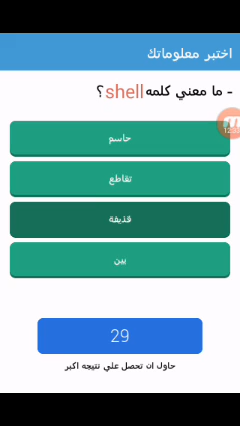 اختبر معلوماتك
- ما معني كلمه shell ؟
حاسم
تقاطع
قذيفة
بين
29
حاول ان تحصل علي نتيجه اكبر